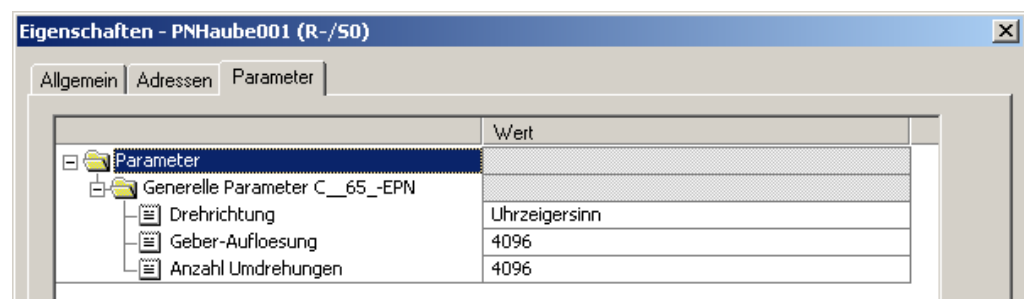 Eigenschaften - PNHaube001 (R-/S0)
Allgemein Adressen Parameter
Wert
Parameter
Generelle Parameter C__65_-EPN
Drehrichtung Uhrzeigersinn
Geber-Aufloesung 4096
Anzahl Umdrehungen 4096